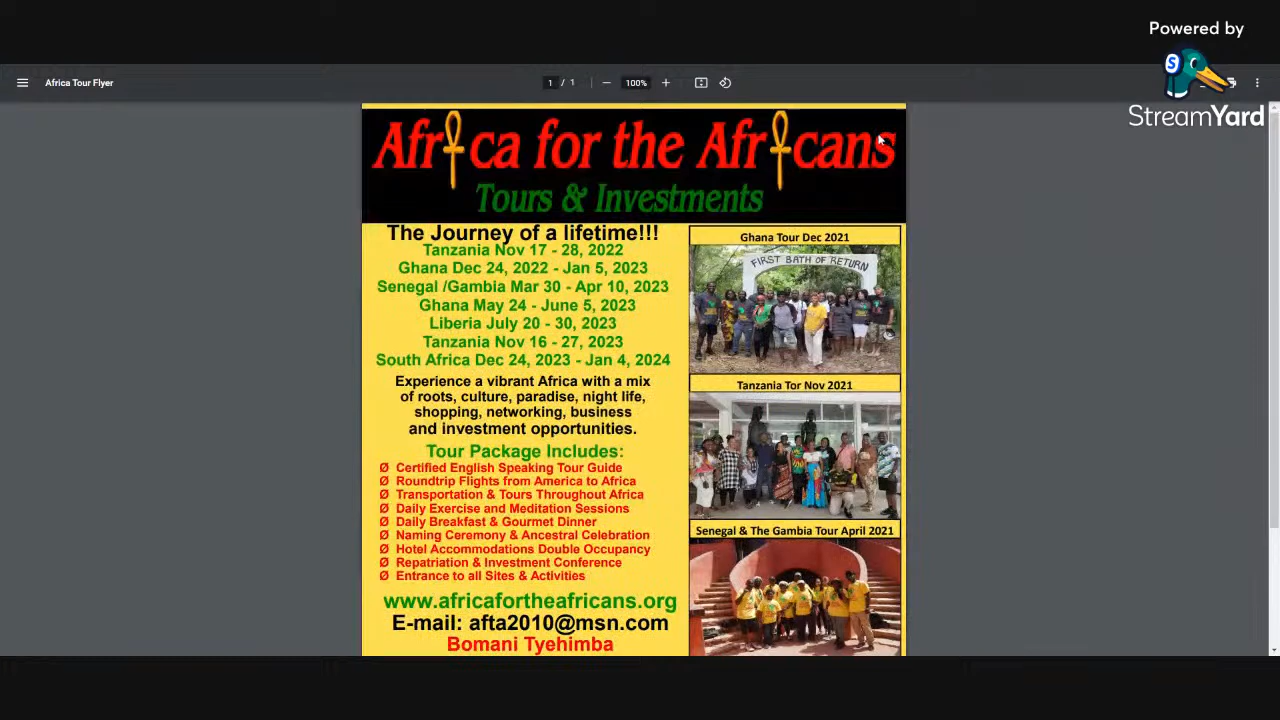 Powered by
StreamYard
Africa Tour Flyer
1 / 1
100%
Africa for the Africans
Tours & Investments
The Journey of a lifetime!!!
Tanzania Nov 17 - 28, 2022
Ghana Dec 24, 2022 - Jan 5, 2023
Senegal /Gambia Mar 30 - Apr 10, 2023
Ghana May 24 - June 5, 2023
Liberia July 20 - 30, 2023
Tanzania Nov 16 - 27, 2023
South Africa Dec 24, 2023 - Jan 4, 2024
Experience a vibrant Africa with a mix
of roots, culture, paradise, night life,
shopping, networking, business
and investment opportunities.
Tour Package Includes:
Ø Certified English Speaking Tour Guide
Ø Roundtrip Flights from America to Africa
Ø Transportation & Tours Throughout Africa
Ø Daily Exercise and Meditation Sessions
Ø Daily Breakfast & Gourmet Dinner
Ø Naming Ceremony & Ancestral Celebration
Ø Hotel Accommodations Double Occupancy
Ø Repatriation & Investment Conference
Ø Entrance to all Sites & Activities
www.africafortheafricans.org
E-mail: afta2010@msn.com
Bomani Tyehimba
Ghana Tour Dec 2021
FIRST BATH OF RETURN
Tanzania Tor Nov 2021
Senegal & The Gambia Tour April 2021